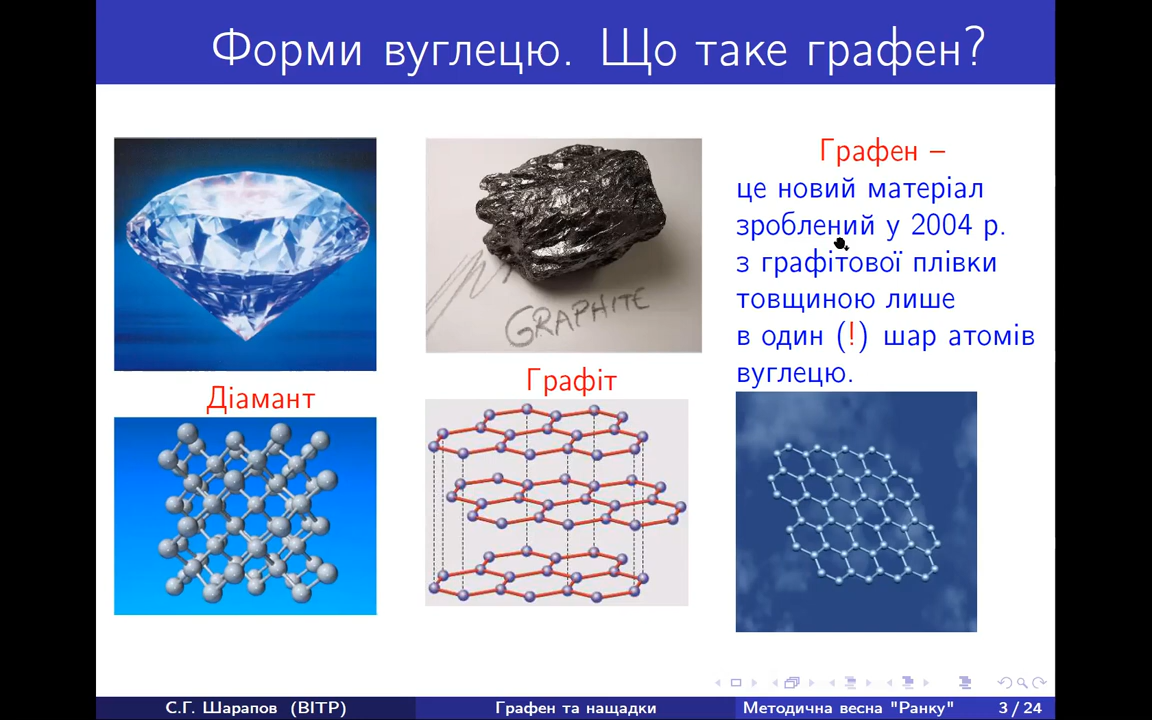 Форми вуглецю. Що таке графен?
GRAPHITE
Діамант
Графіт
Графен –
це новий матеріал
зроблений у 2004 р.
з графітової плівки
товщиною лише
в один (!) шар атомів
вуглецю.
С.Г. Шарапов (ВІТР)
Графен та нащадки
Методична весна "Ранку"
3 / 24